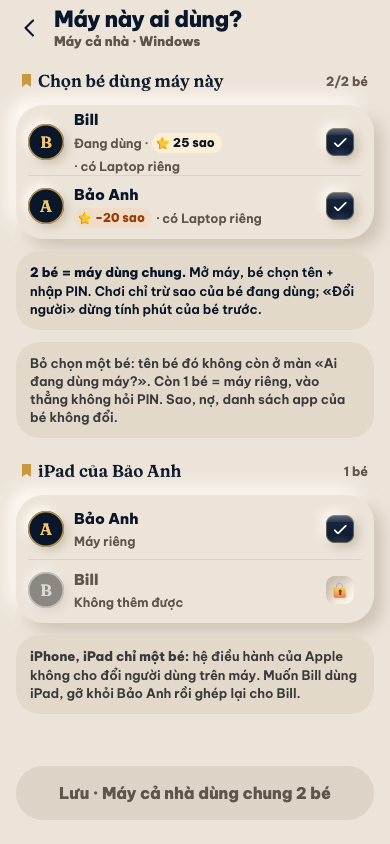 Máy này ai dùng?
Máy cả nhà · Windows
Chọn bé dùng máy này
2/2 bé
B
Bill
Đang dùng · ⭐ 25 sao
· có Laptop riêng
A
Bảo Anh
⭐ −20 sao · có Laptop riêng
2 bé = máy dùng chung. Mở máy, bé chọn tên +
nhập PIN. Chơi chỉ trừ sao của bé đang dùng; «Đổi
người» dừng tính phút của bé trước.
Bỏ chọn một bé: tên bé đó không còn ở màn «Ai
đang dùng máy?». Còn 1 bé = máy riêng, vào
thẳng không hỏi PIN. Sao, nợ, danh sách app của
bé không đổi.
iPad của Bảo Anh
1 bé
A
Bảo Anh
Máy riêng
B
Bill
Không thêm được
iPhone, iPad chỉ một bé: hệ điều hành của Apple
không cho đổi người dùng trên máy. Muốn Bill dùng
iPad, gỡ khỏi Bảo Anh rồi ghép lại cho Bill.
Lưu · Máy cả nhà dùng chung 2 bé